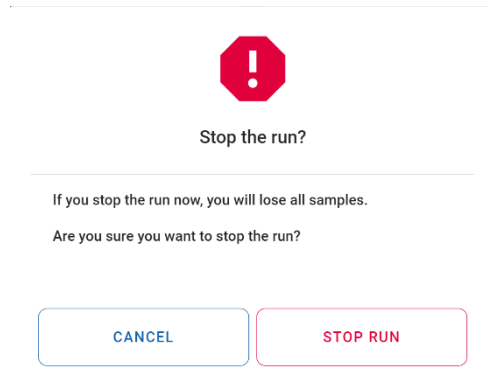 Stop the run?
If you stop the run now, you will lose all samples.
Are you sure you want to stop the run?
CANCEL
STOP RUN